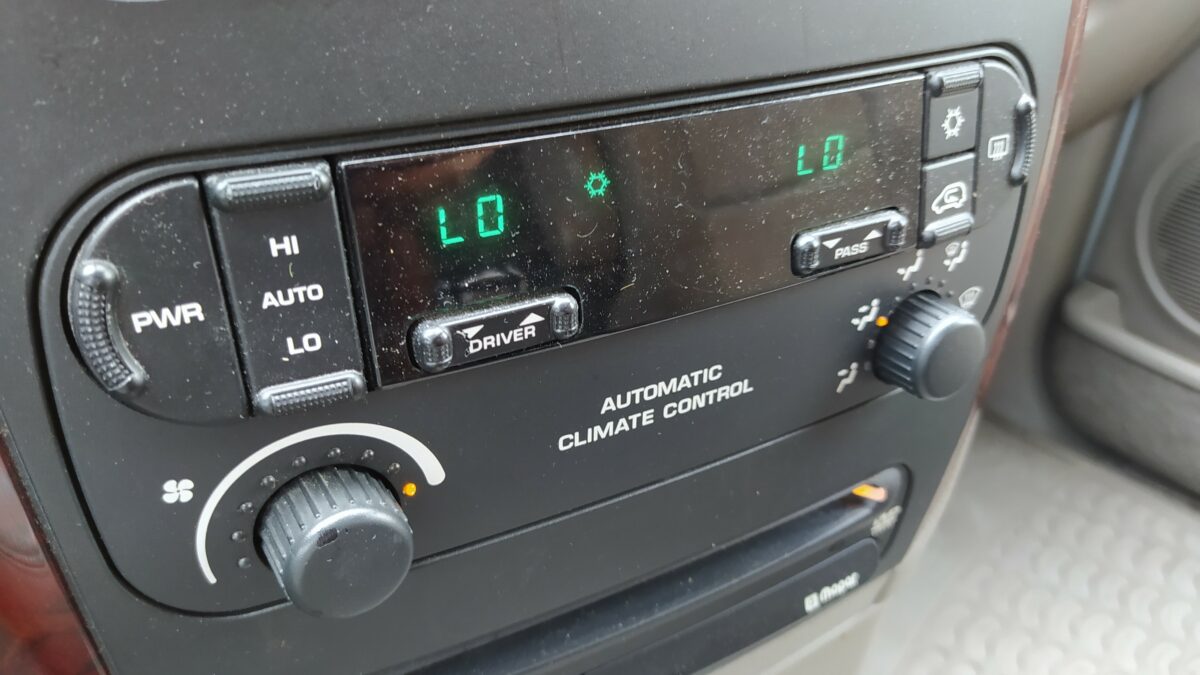 LO
LO
PWR
HI
AUTO
LO
DRIVER
PASS
AUTOMATIC
CLIMATE CONTROL